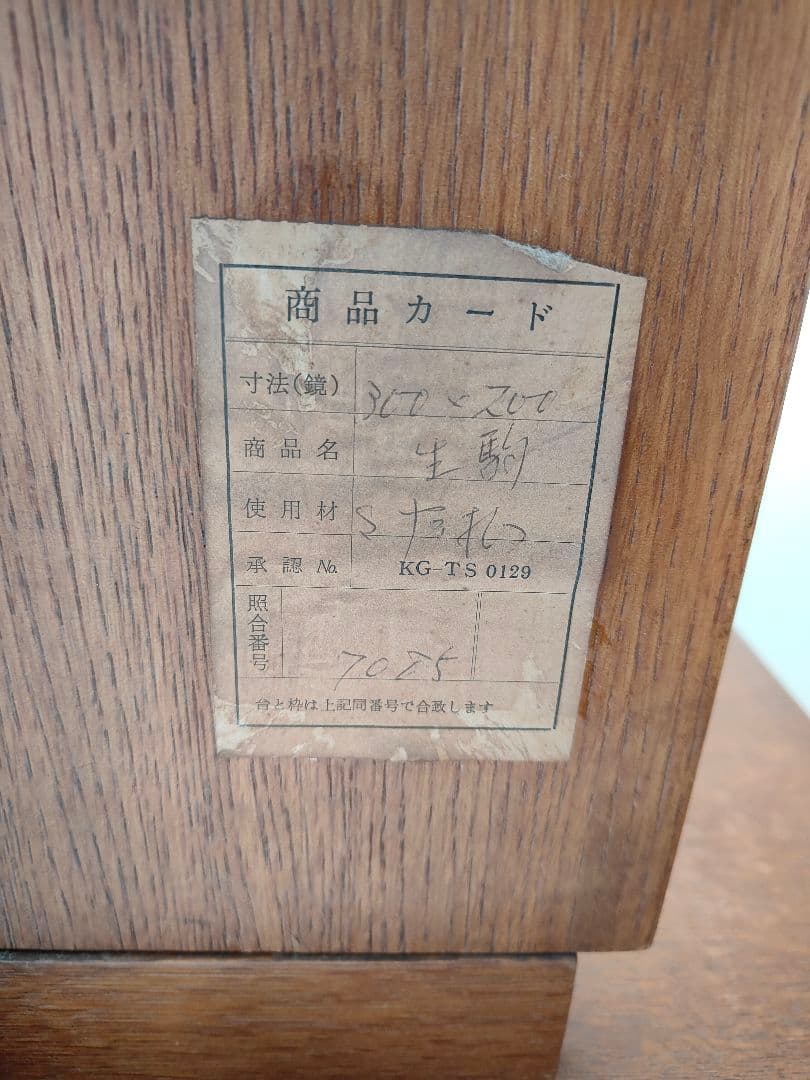 商品カード
寸法(鏡) 300×200
商品名 生駒
使用材
承認No. KG-TS 0129
照合番号 7025
台と枠は上記同番号で合致します